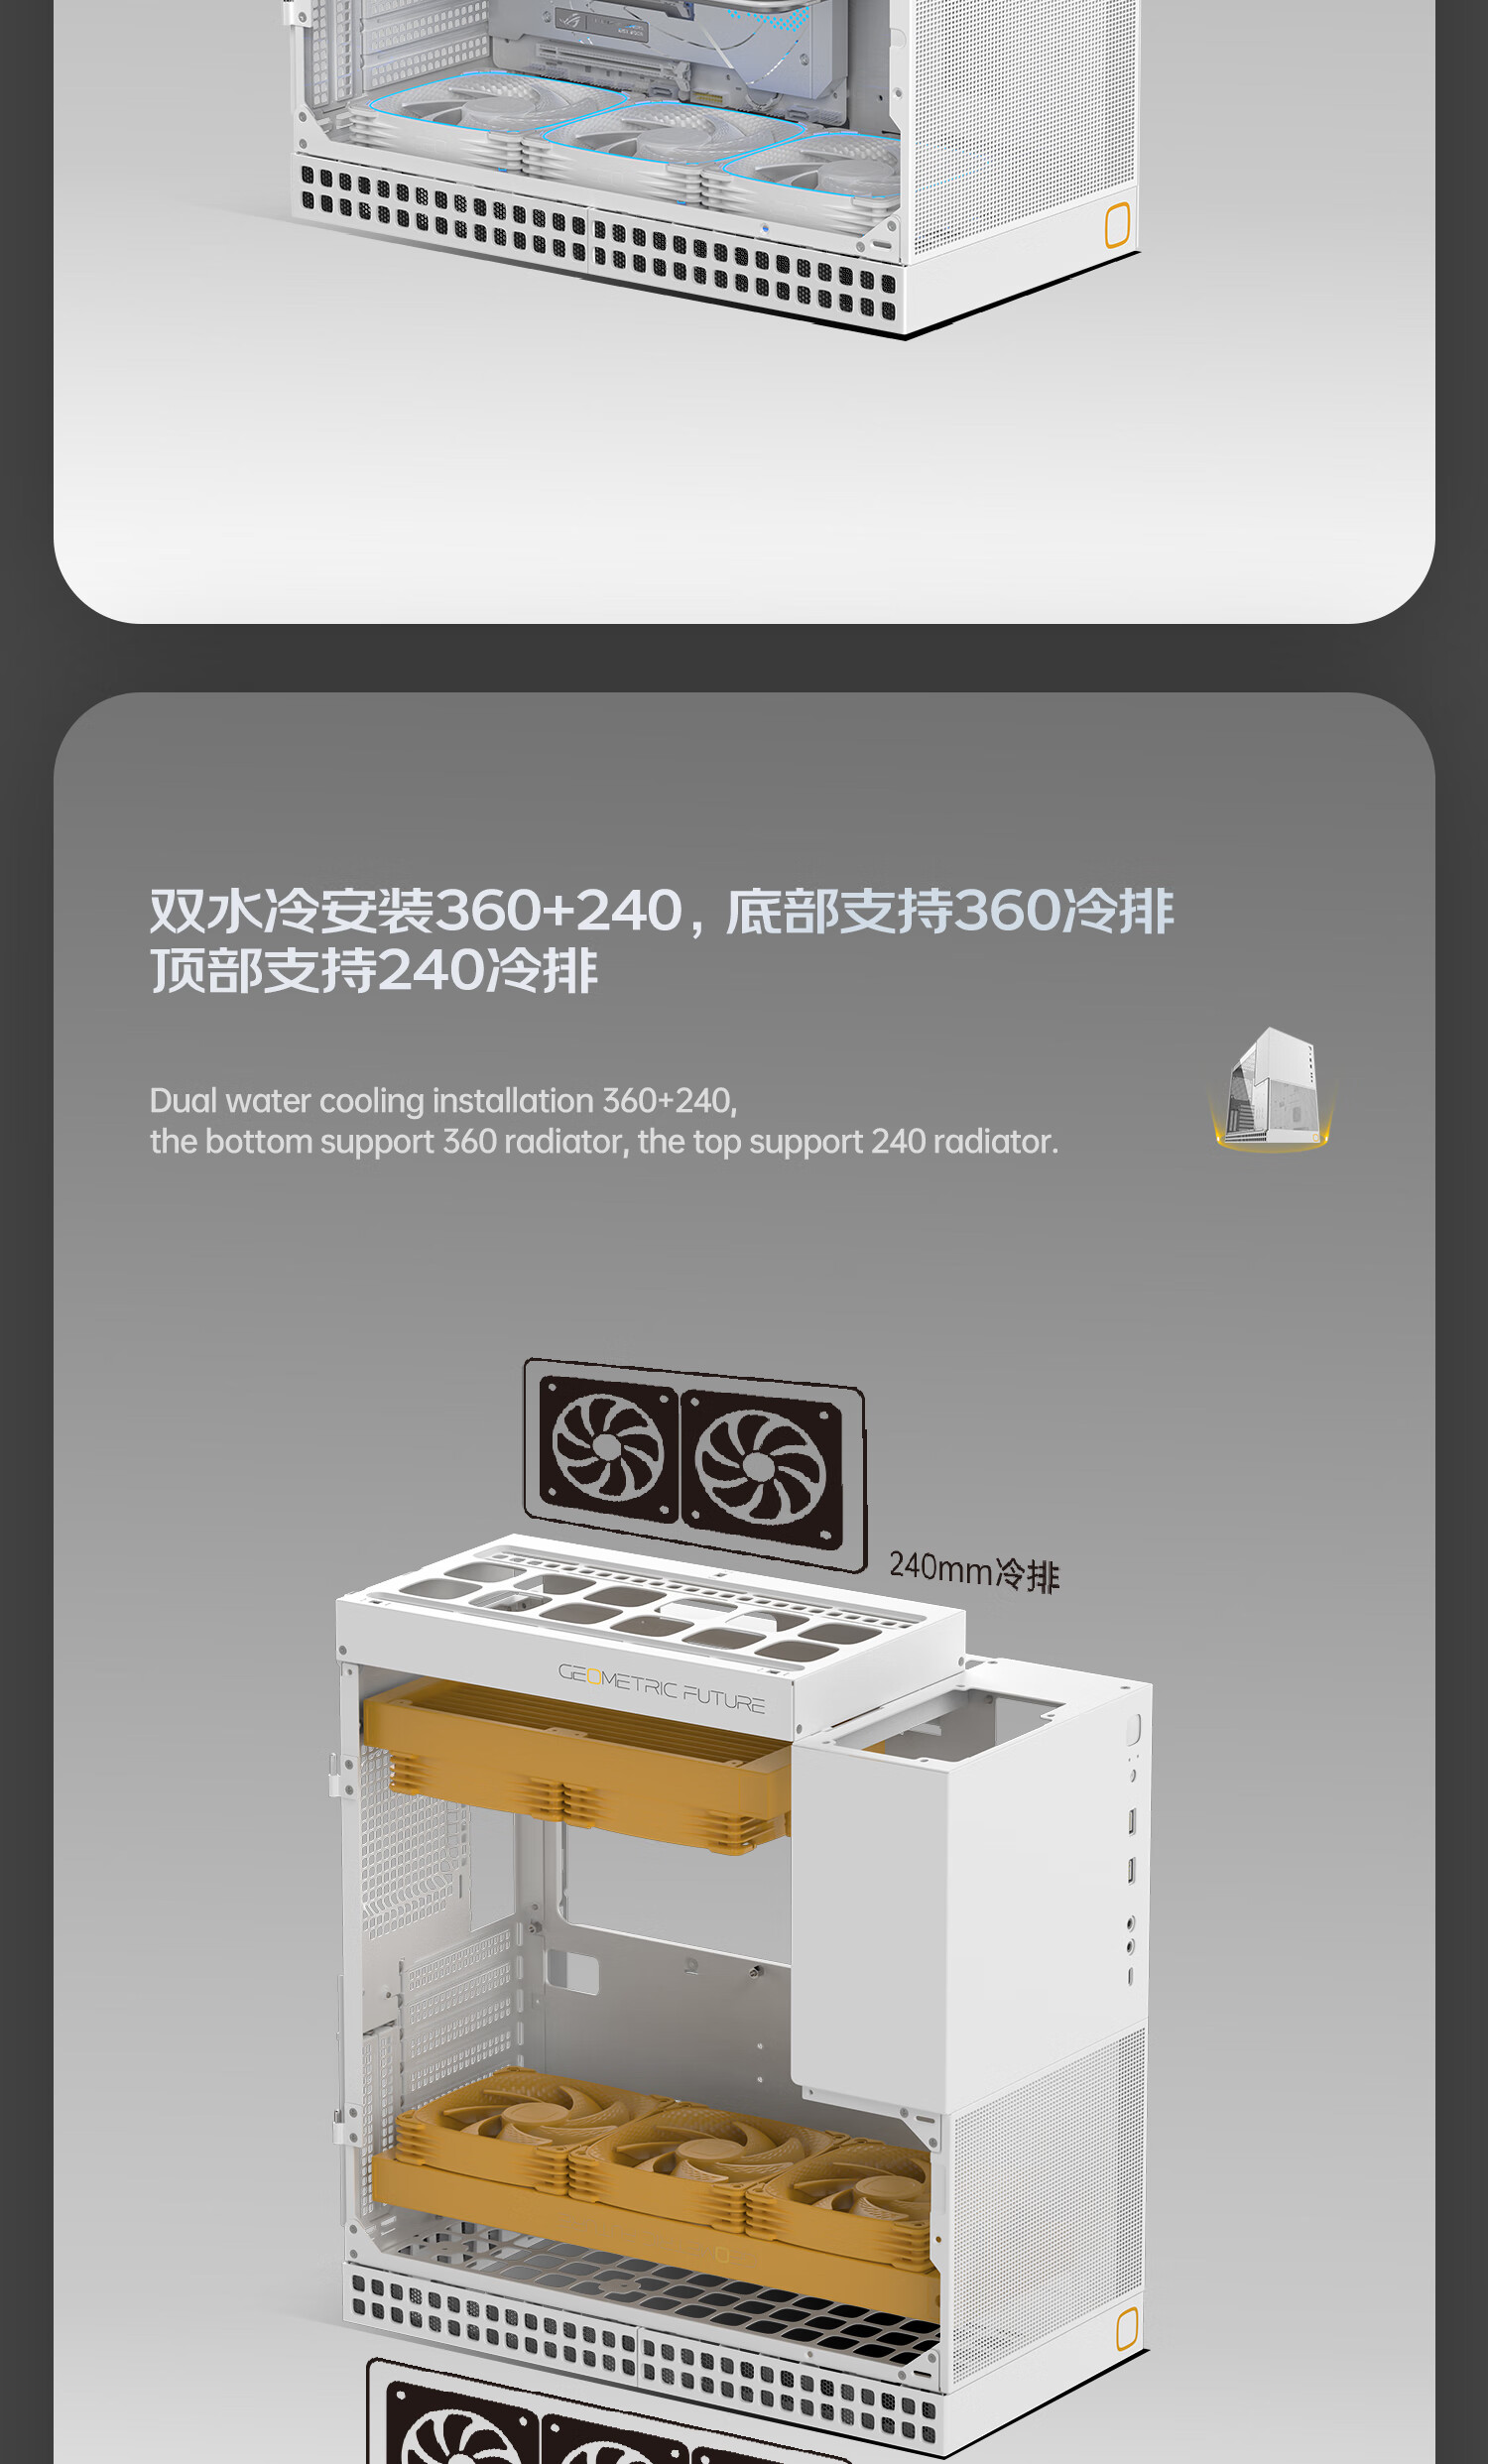 双水冷安装360+240，底部支持360冷排
顶部支持240冷排
Dual water cooling installation 360+240,
the bottom support 360 radiator, the top support 240 radiator.
240mm冷排
GEOMETRIC FUTURE